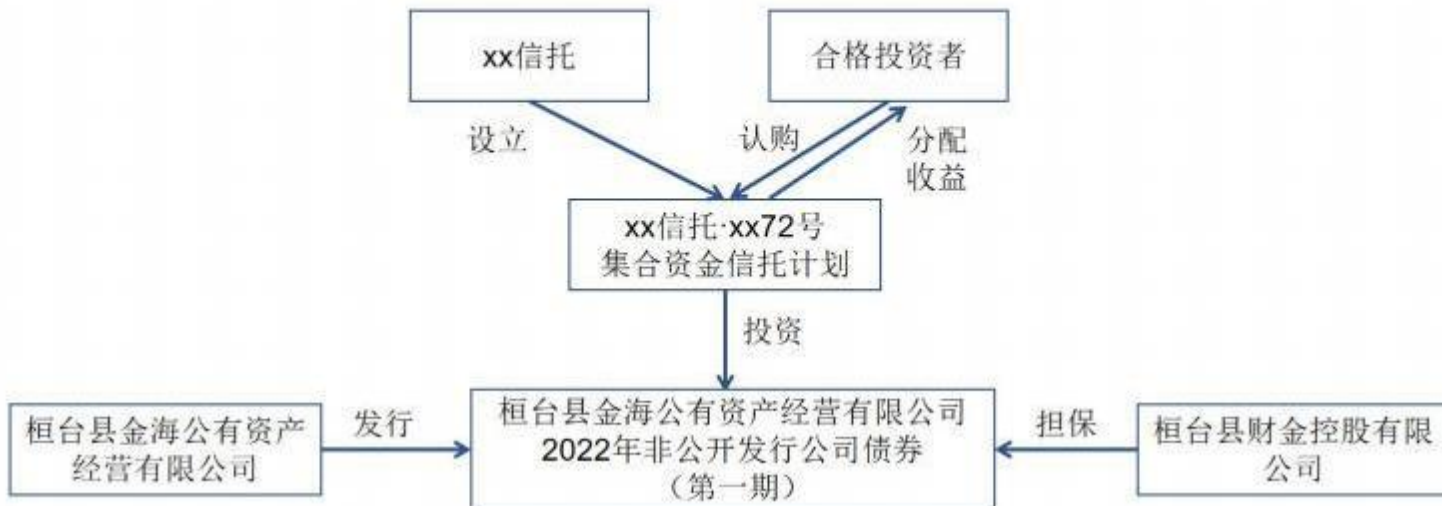 xx信托
合格投资者
设立
认购
分配
收益
xx信托·xx72号
集合资金信托计划
投资
桓台县金海公有资产
经营有限公司
发行
桓台县金海公有资产经营有限公司
2022年非公开发行公司债券
（第一期）
担保
桓台县财金控股有限
公司